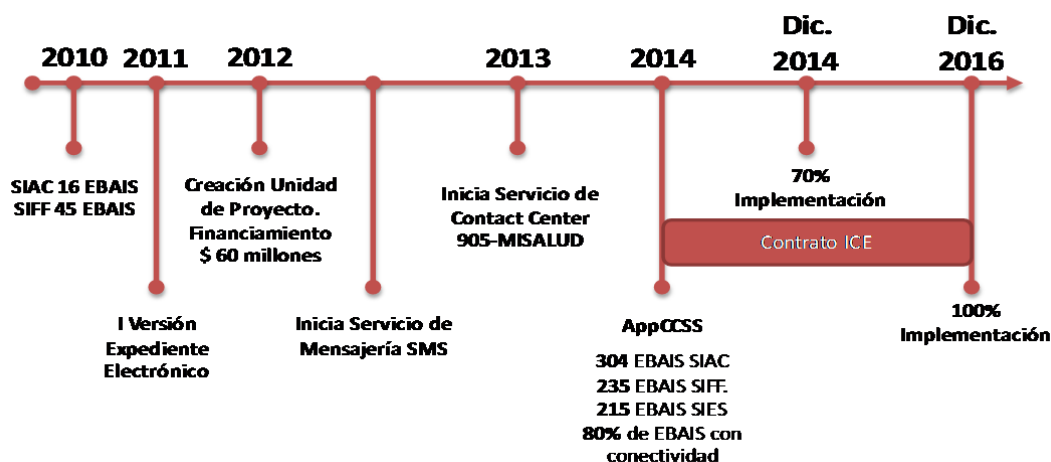 2010
2011
2012
2013
2014
Dic.
2014
Dic.
2016
SIAC 16 EBAIS
SIFF 45 EBAIS
I Versión
Expediente
Electrónico
Creación Unidad
de Proyecto.
Financiamiento
$ 60 millones
Inicia Servicio de
Mensajería SMS
Inicia Servicio de
Contact Center
905-MISALUD
AppCCSS
304 EBAIS SIAC
235 EBAIS SIFF.
215 EBAIS SIES
80% de EBAIS con
conectividad
70%
Implementación
Contrato ICE
100%
Implementación